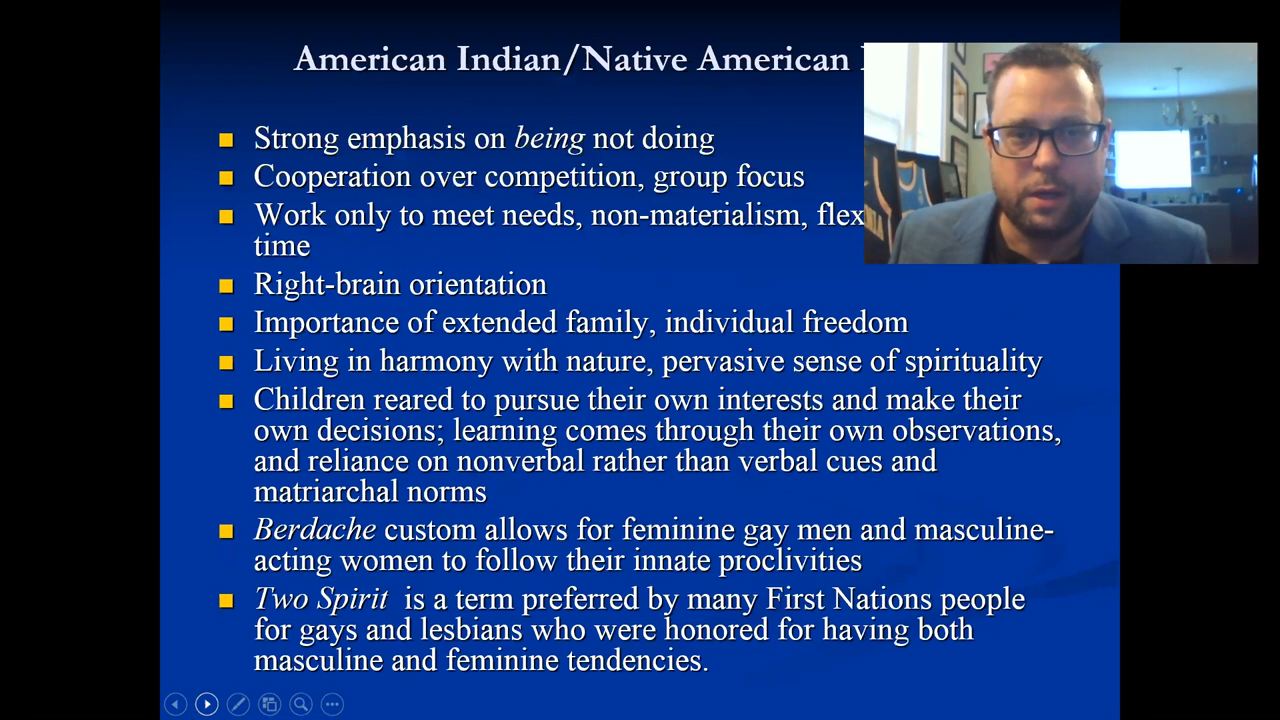 American Indian/Native American
Strong emphasis on being not doing
Cooperation over competition, group focus
Work only to meet needs, non-materialism, flex
time
Right-brain orientation
Importance of extended family, individual freedom
Living in harmony with nature, pervasive sense of spirituality
Children reared to pursue their own interests and make their
own decisions; learning comes through their own observations,
and reliance on nonverbal rather than verbal cues and
matriarchal norms
Berdache custom allows for feminine gay men and masculine-
acting women to follow their innate proclivities
Two Spirit is a term preferred by many First Nations people
for gays and lesbians who were honored for having both
masculine and feminine tendencies.